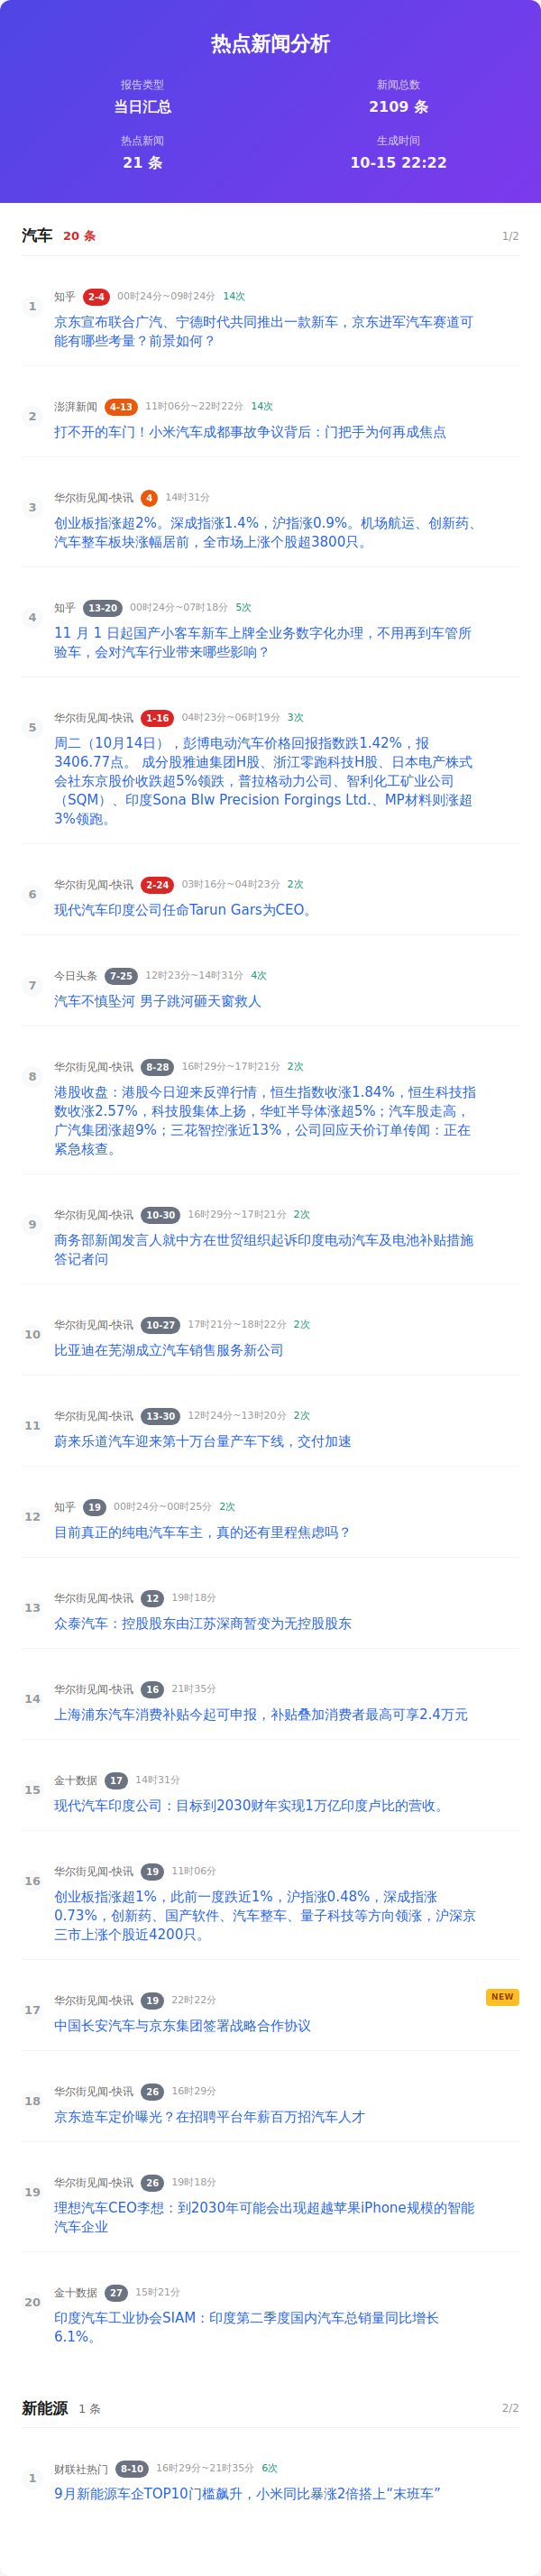 热点新闻分析
报告类型
新闻总数
当日汇总
2109 条
热点新闻
生成时间
21 条
10-15 22:22
汽车 20 条 1/2
1
知乎 2-4 00时24分~09时24分 14次
京东宣布联合广汽、宁德时代共同推出一款新车，京东进军汽车赛道可
能有哪些考量？前景如何？
2
澎湃新闻 4-13 11时06分~22时22分 14次
打不开的车门！小米汽车成都事故争议背后：门把手为何再成焦点
3
华尔街见闻-快讯 4 14时31分
创业板指涨超2%。深成指涨1.4%，沪指涨0.9%。机场航运、创新药、
汽车整车板块涨幅居前，全市场上涨个股超3800只。
4
知乎 13-20 00时24分~07时18分 5次
11 月 1 日起国产小客车新车上牌全业务数字化办理，不用再到车管所
验车，会对汽车行业带来哪些影响？
5
华尔街见闻-快讯 1-16 04时23分~06时19分 3次
周二（10月14日），彭博电动汽车价格回报指数跌1.42%，报
3406.77点。 成分股雅迪集团H股、浙江零跑科技H股、日本电产株式
会社东京股价收跌超5%领跌，普拉格动力公司、智利化工矿业公司
（SQM）、印度Sona Blw Precision Forgings Ltd.、MP材料则涨超
3%领跑。
6
华尔街见闻-快讯 2-24 03时16分~04时23分 2次
现代汽车印度公司任命Tarun Gars为CEO。
7
今日头条 7-25 12时23分~14时31分 4次
汽车不慎坠河 男子跳河砸天窗救人
8
华尔街见闻-快讯 8-28 16时29分~17时21分 2次
港股收盘：港股今日迎来反弹行情，恒生指数收涨1.84%，恒生科技指
数收涨2.57%，科技股集体上扬，华虹半导体涨超5%；汽车股走高，
广汽集团涨超9%；三花智控涨近13%，公司回应天价订单传闻：正在
紧急核查。
9
华尔街见闻-快讯 10-30 16时29分~17时21分 2次
商务部新闻发言人就中方在世贸组织起诉印度电动汽车及电池补贴措施
答记者问
10
华尔街见闻-快讯 10-27 17时21分~18时22分 2次
比亚迪在芜湖成立汽车销售服务新公司
11
华尔街见闻-快讯 13-30 12时24分~13时20分 2次
蔚来乐道汽车迎来第十万台量产车下线，交付加速
12
知乎 19 00时24分~00时25分 2次
目前真正的纯电汽车车主，真的还有里程焦虑吗？
13
华尔街见闻-快讯 12 19时18分
众泰汽车：控股股东由江苏深商暂变为无控股股东
14
华尔街见闻-快讯 16 21时35分
上海浦东汽车消费补贴今起可申报，补贴叠加消费者最高可享2.4万元
15
金十数据 17 14时31分
现代汽车印度公司：目标到2030财年实现1万亿印度卢比的营收。
16
华尔街见闻-快讯 19 11时06分
创业板指涨超1%，此前一度跌近1%，沪指涨0.48%，深成指涨
0.73%，创新药、国产软件、汽车整车、量子科技等方向领涨，沪深京
三市上涨个股近4200只。
17
华尔街见闻-快讯 19 22时22分 NEW
中国长安汽车与京东集团签署战略合作协议
18
华尔街见闻-快讯 26 16时29分
京东造车定价曝光？在招聘平台年薪百万招汽车人才
19
华尔街见闻-快讯 26 19时18分
理想汽车CEO李想：到2030年可能会出现超越苹果iPhone规模的智能
汽车企业
20
金十数据 27 15时21分
印度汽车工业协会SIAM：印度第二季度国内汽车总销量同比增长
6.1%。
新能源 1 条 2/2
1
财联社热门 8-10 16时29分~21时35分 6次
9月新能源车企TOP10门槛飙升，小米同比暴涨2倍搭上“末班车”